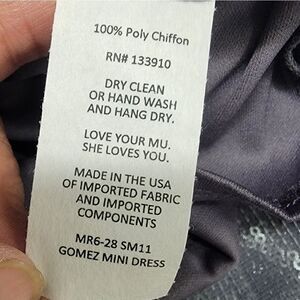 100% Poly Chiffon
RN# 133910
DRY CLEAN
OR HAND WASH
AND HANG DRY.
LOVE YOUR MU.
SHE LOVES YOU.
MADE IN THE USA
OF IMPORTED FABRIC
AND IMPORTED
COMPONENTS
MR6-28 SM11
GOMEZ MINI DRESS